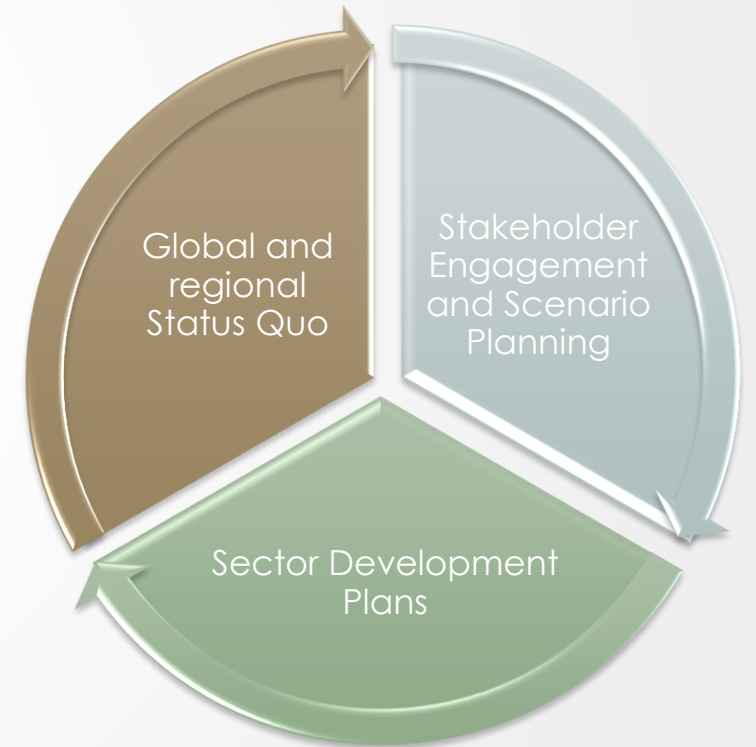 Global and
regional
Status Quo
Stakeholder
Engagement
and Scenario
Planning
Sector Development
Plans